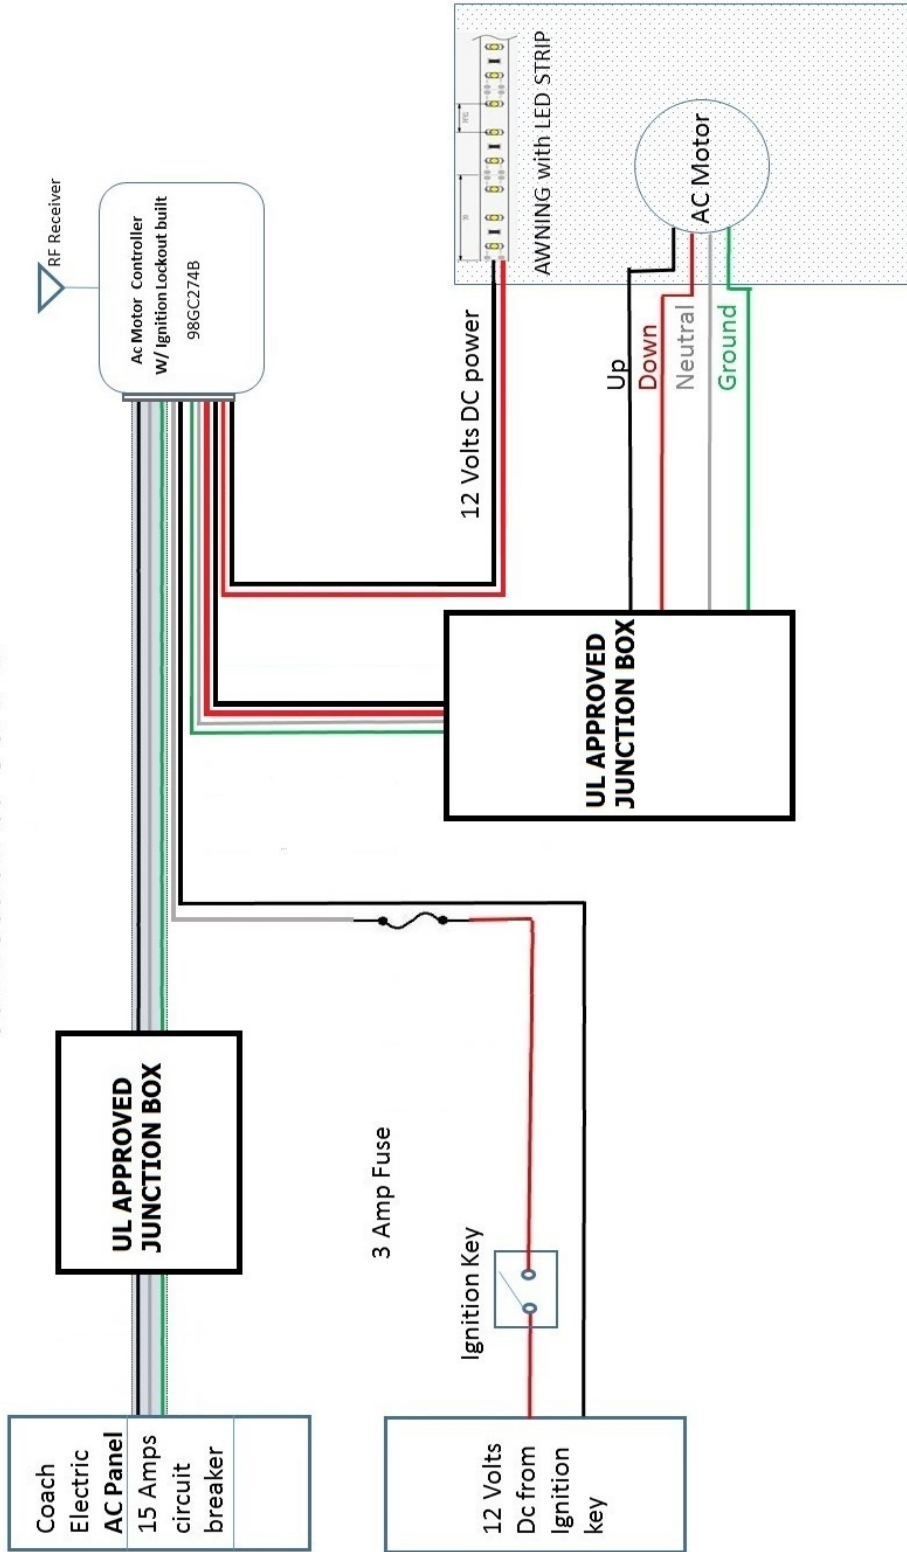 RF Receiver
Ac Motor Controller
W/ Ignition Lockout built
98GC274B
AWNING with LED STRIP
AC Motor
12 Volts DC power
Up
Down
Neutral
Ground
UL APPROVED
JUNCTION BOX
UL APPROVED
JUNCTION BOX
3 Amp Fuse
Ignition Key
Coach
Electric
AC Panel
15 Amps
circuit
breaker
12 Volts
Dc from
Ignition
key